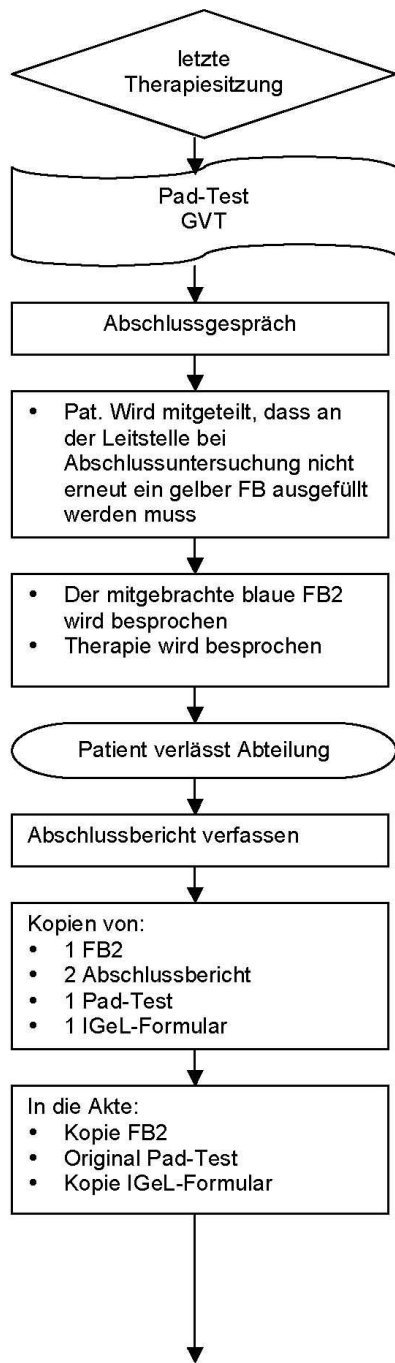 letzte
Therapiesitzung
Pad-Test
GVT
Abschlussgespräch
• Pat. Wird mitgeteilt, dass an
der Leitstelle bei
Abschlussuntersuchung nicht
erneut ein gelber FB ausgefüllt
werden muss
• Der mitgebrachte blaue FB2
wird besprochen
• Therapie wird besprochen
Patient verlässt Abteilung
Abschlussbericht verfassen
Kopien von:
• 1 FB2
• 2 Abschlussbericht
• 1 Pad-Test
• 1 IGeL-Formular
In die Akte:
• Kopie FB2
• Original Pad-Test
• Kopie IGeL-Formular